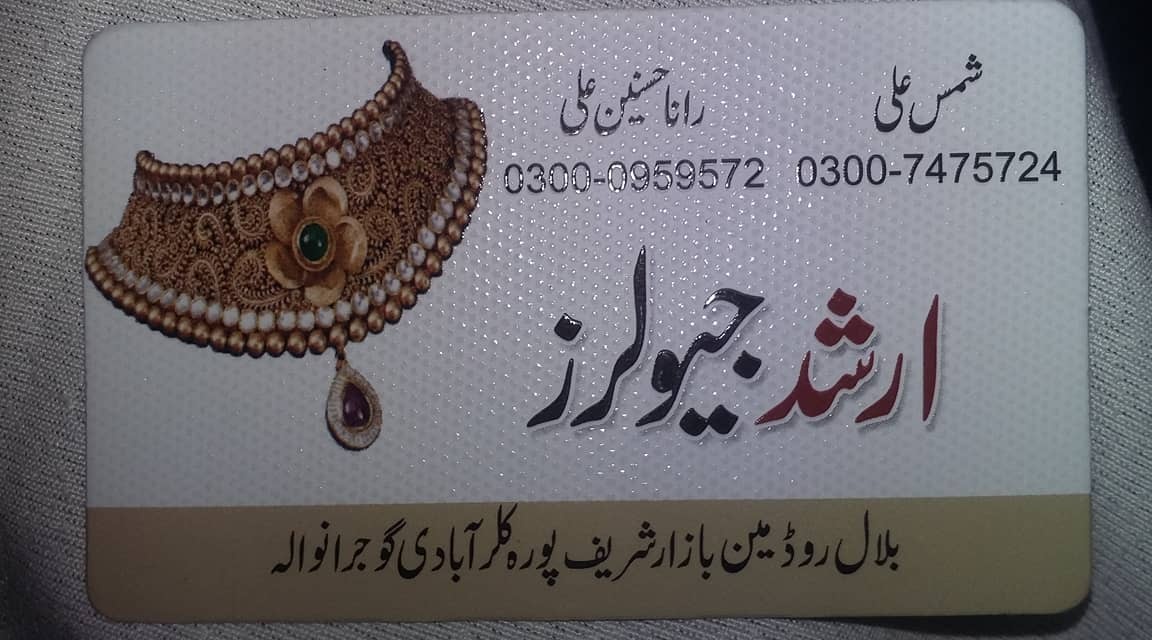 شمس علی رانا حسنین علی
0300-7475724 0300-0959572
ارشد جیولرز
بلال روڈ مین بازار شریف پورہ کلر آبادی گوجرانوالہ